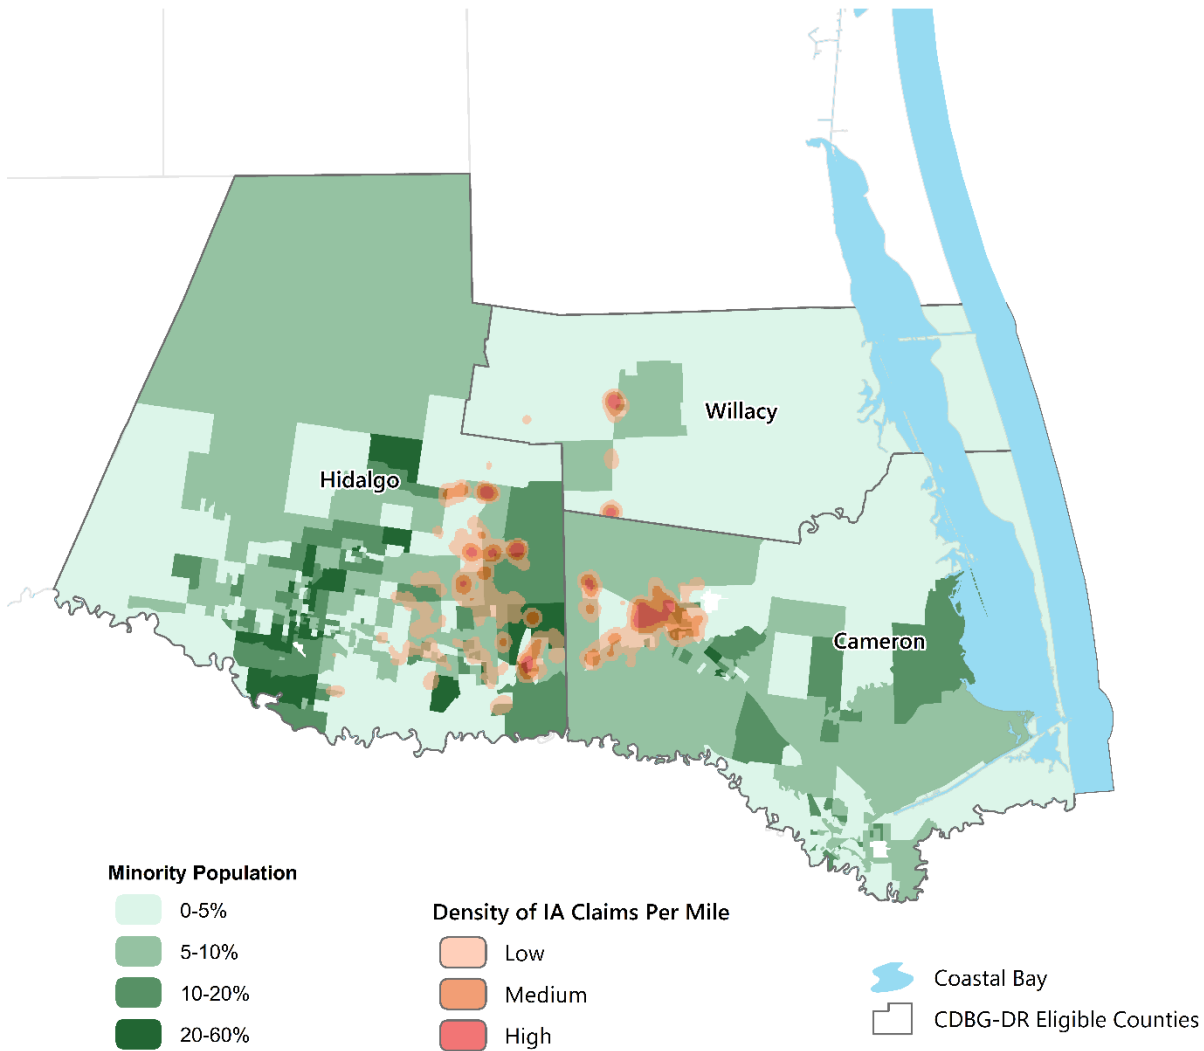 Willacy
Hidalgo
Cameron
Minority Population
0-5%
5-10%
10-20%
20-60%
Density of IA Claims Per Mile
Low
Medium
High
Coastal Bay
CDBG-DR Eligible Counties